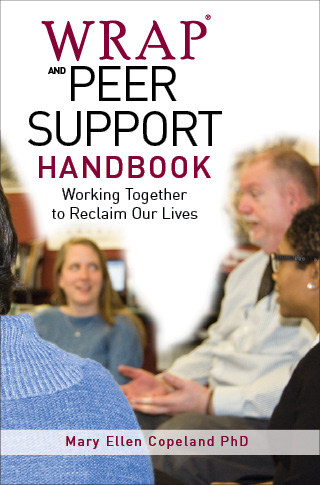 WRAP®
AND PEER
SUPPORT
HANDBOOK
Working Together
to Reclaim Our Lives
Mary Ellen Copeland PhD